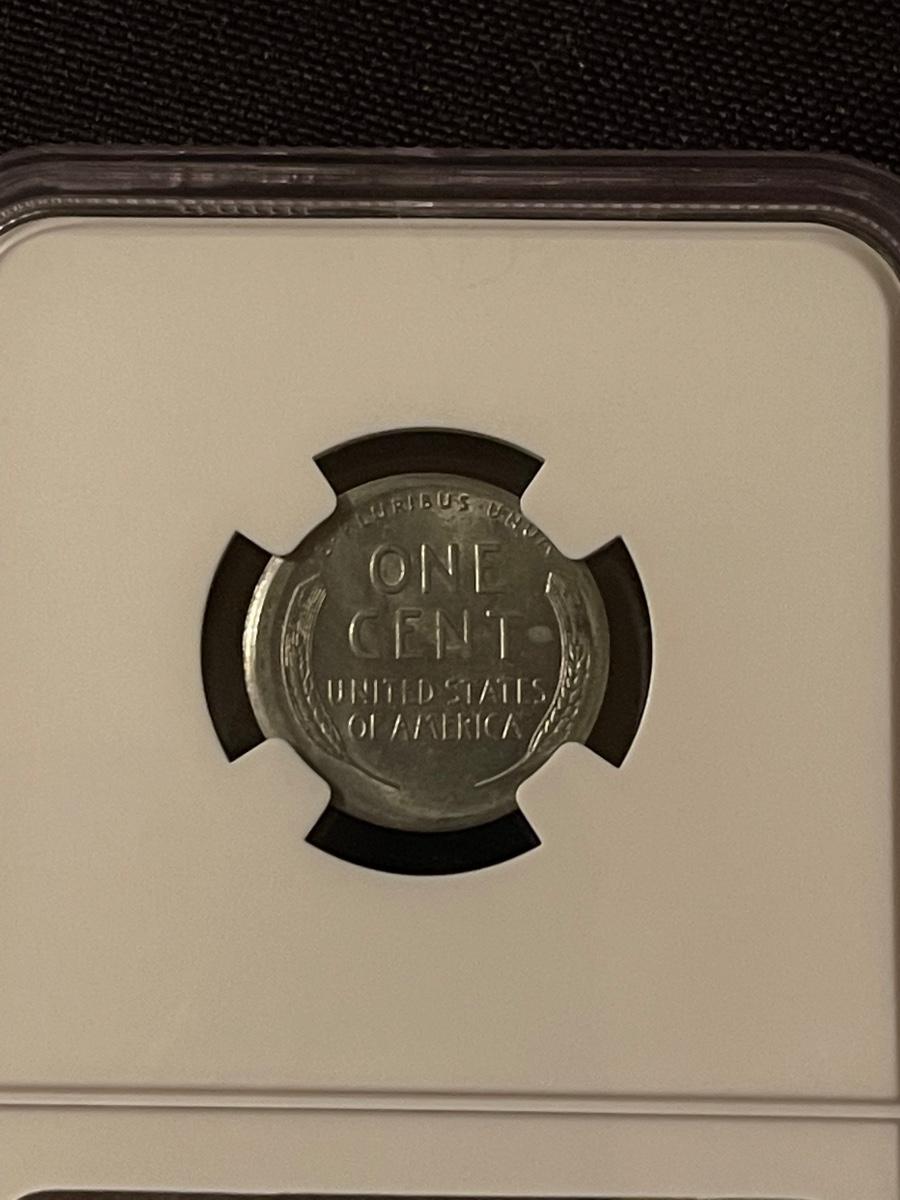 PLURIBUS · UNUM
ONE
CENT
UNITED STATES
OF AMERICA